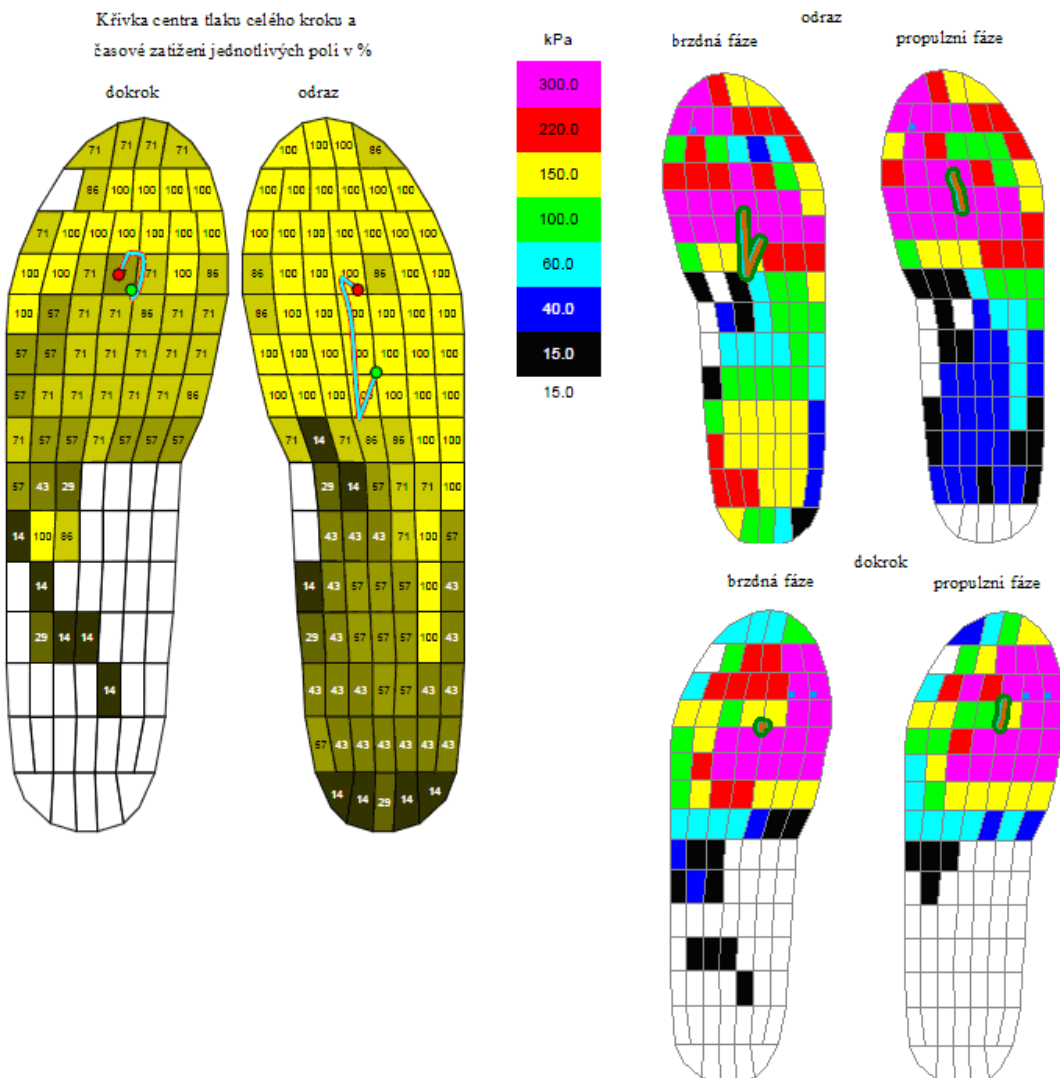 Křivka centra tlaku celého kroku a
časové zatižení jednotlivých poli v %
dokrok
odraz
71 71 71 71
86 100 100 100 100
71 100 100 100 100 100 100
100 100 71 71 100 86
100 57 71 71 86 71 71
57 57 71 71 71 71 71
57 71 71 71 71 71 86
71 57 57 71 57 57 57
57 43 29
14 100 86
14
29 14 14
14
100 100 100 86
100 100 100 100 100
100 100 100 100 100 100
86 100 100 100 86 100 100
86 100 100 100 100 100
100 100 100 100 100 100 100
100 100 100 100 100 100
71 14 71 86 86 100 100
29 14 57 71 71 100
43 43 43 71 100 57
14 43 57 57 57 100 43
29 43 57 57 57 100 43
43 43 57 57 43 43
57 43 43 43 43 43
14 14 29 14 14
kPa
300.0
220.0
150.0
100.0
60.0
40.0
15.0
15.0
odraz
brzdná fáze
propulzni fáze
dokrok
brzdná fáze
propulzni fáze